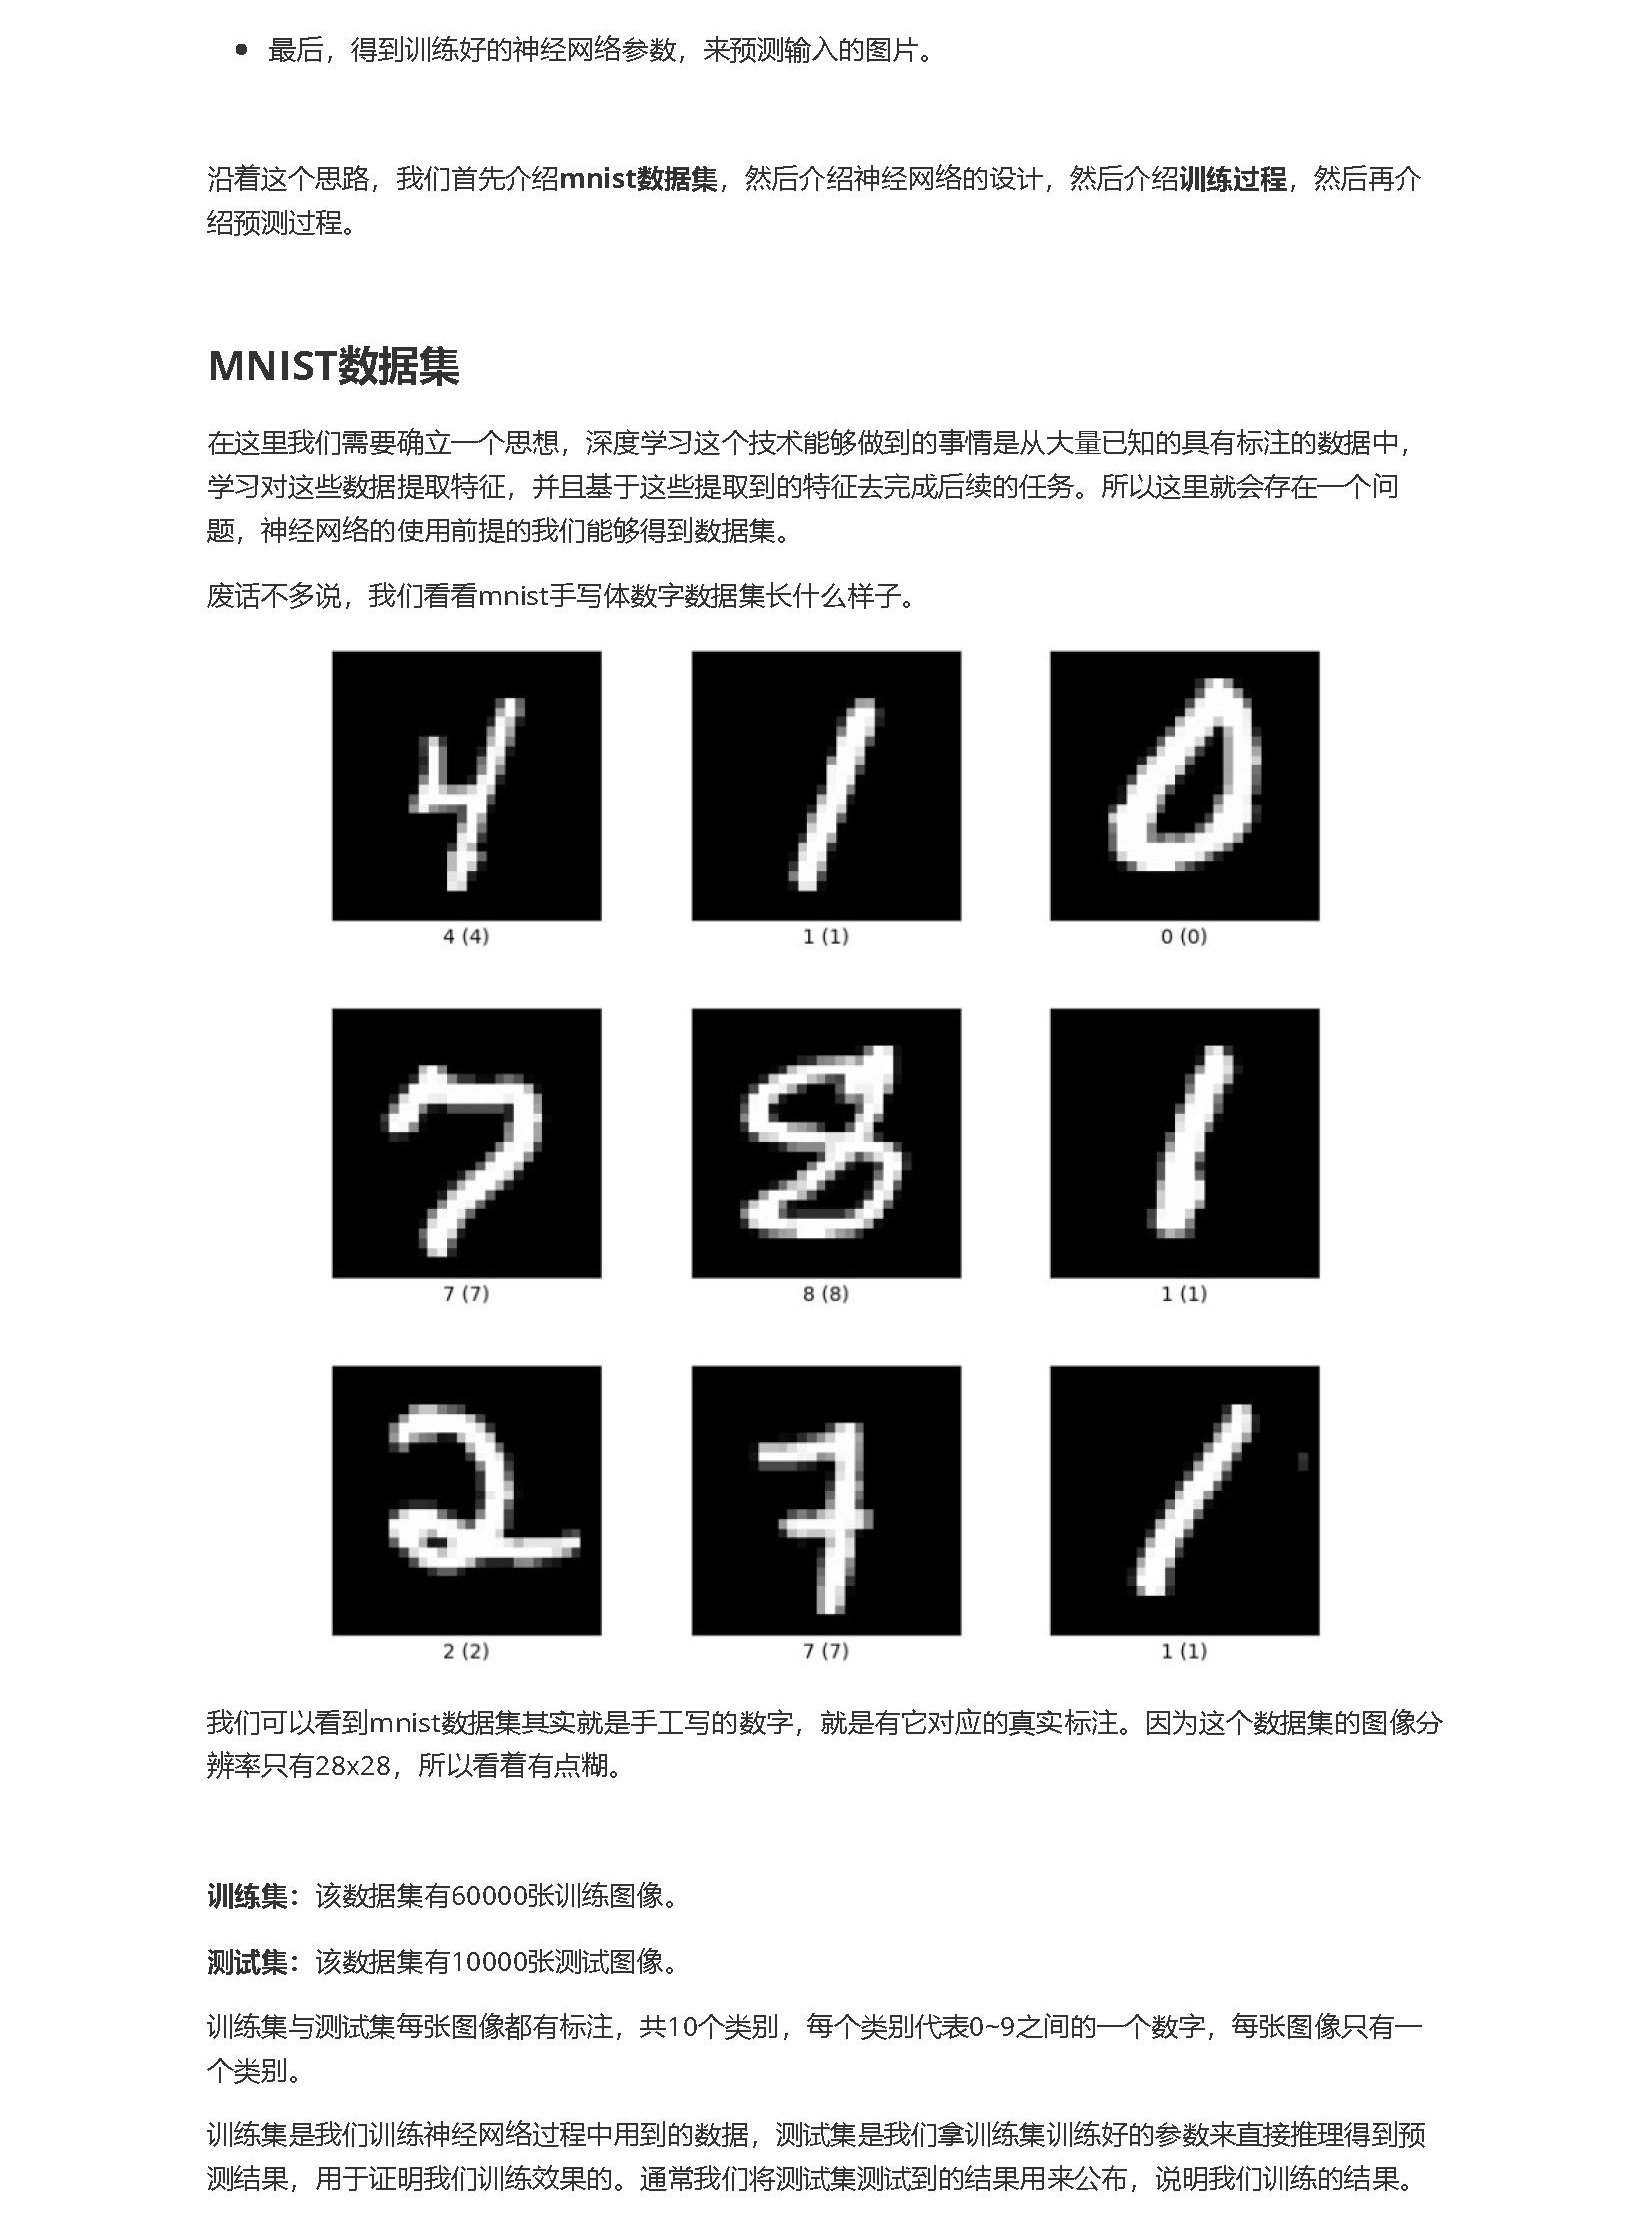 最后，得到训练好的神经网络参数，来预测输入的图片。
沿着这个思路，我们首先介绍mnist数据集，然后介绍神经网络的设计，然后介绍训练过程，然后再介
绍预测过程。
MNIST数据集
在这里我们需要确立一个思想，深度学习这个技术能够做到的事情是从大量已知的具有标注的数据中，
学习对这些数据提取特征，并且基于这些提取到的特征去完成后续的任务。所以这里就会存在一个问
题，神经网络的使用前提的我们能够得到数据集。
废话不多说，我们看看mnist手写体数字数据集长什么样子。
4 (4)
1 (1)
0 (0)
7 (7)
8 (8)
1 (1)
2 (2)
7 (7)
1 (1)
我们可以看到mnist数据集其实就是手工写的数字，就是有它对应的真实标注。因为这个数据集的图像分
辨率只有28x28，所以看着有点糊。
训练集：该数据集有60000张训练图像。
测试集：该数据集有10000张测试图像。
训练集与测试集每张图像都有标注，共10个类别，每个类别代表0~9之间的一个数字，每张图像只有一
个类别。
训练集是我们训练神经网络过程中用到的数据，测试集是我们拿训练集训练好的参数来直接推理得到预
测结果，用于证明我们训练效果的。通常我们将测试集测试到的结果用来公布，说明我们训练的结果。